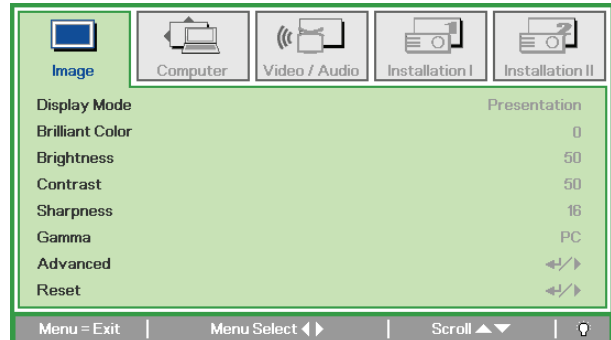 Image Computer Video / Audio Installation I Installation II
Display Mode Presentation
Brilliant Color 0
Brightness 50
Contrast 50
Sharpness 16
Gamma PC
Advanced ↵/▶
Reset ↵/▶
Menu = Exit Menu Select ◀▶ Scroll ▲▼